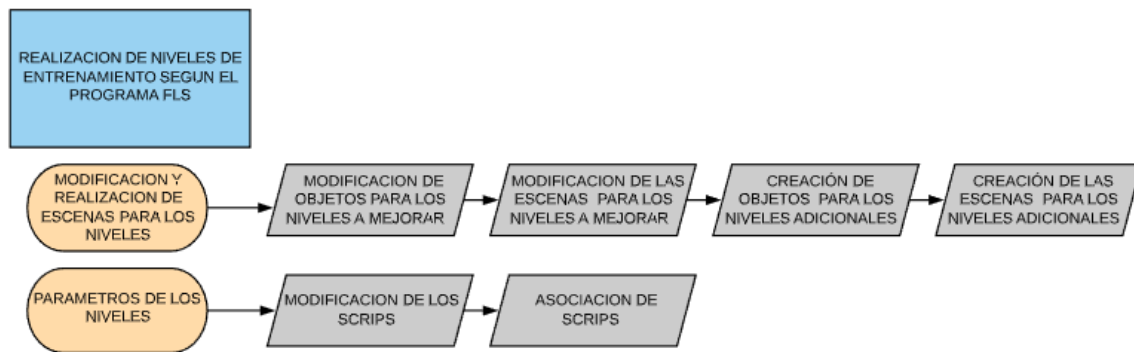 REALIZACION DE NIVELES DE
ENTRENAMIENTO SEGUN EL
PROGRAMA FLS
MODIFICACION Y
REALIZACION DE
ESCENAS PARA LOS
NIVELES
MODIFICACION DE
OBJETOS PARA LOS
NIVELES A MEJORAR
MODIFICACION DE LAS
ESCENAS PARA LOS
NIVELES A MEJORAR
CREACIÓN DE
OBJETOS PARA LOS
NIVELES ADICIONALES
CREACIÓN DE LAS
ESCENAS PARA LOS
NIVELES ADICIONALES
PARAMETROS DE LOS
NIVELES
MODIFICACION DE LOS
SCRIPS
ASOCIACION DE
SCRIPS